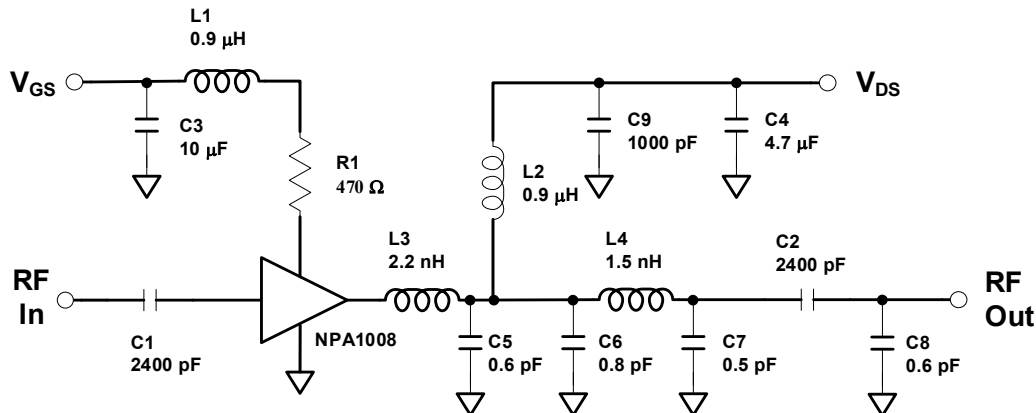 L1
0.9 μH
V_GS
C3
10 μF
R1
470 Ω
V_DS
C9
1000 pF
C4
4.7 μF
L2
0.9 μH
RF
In
C1
2400 pF
NPA1008
L3
2.2 nH
L4
1.5 nH
C2
2400 pF
RF
Out
C5
0.6 pF
C6
0.8 pF
C7
0.5 pF
C8
0.6 pF